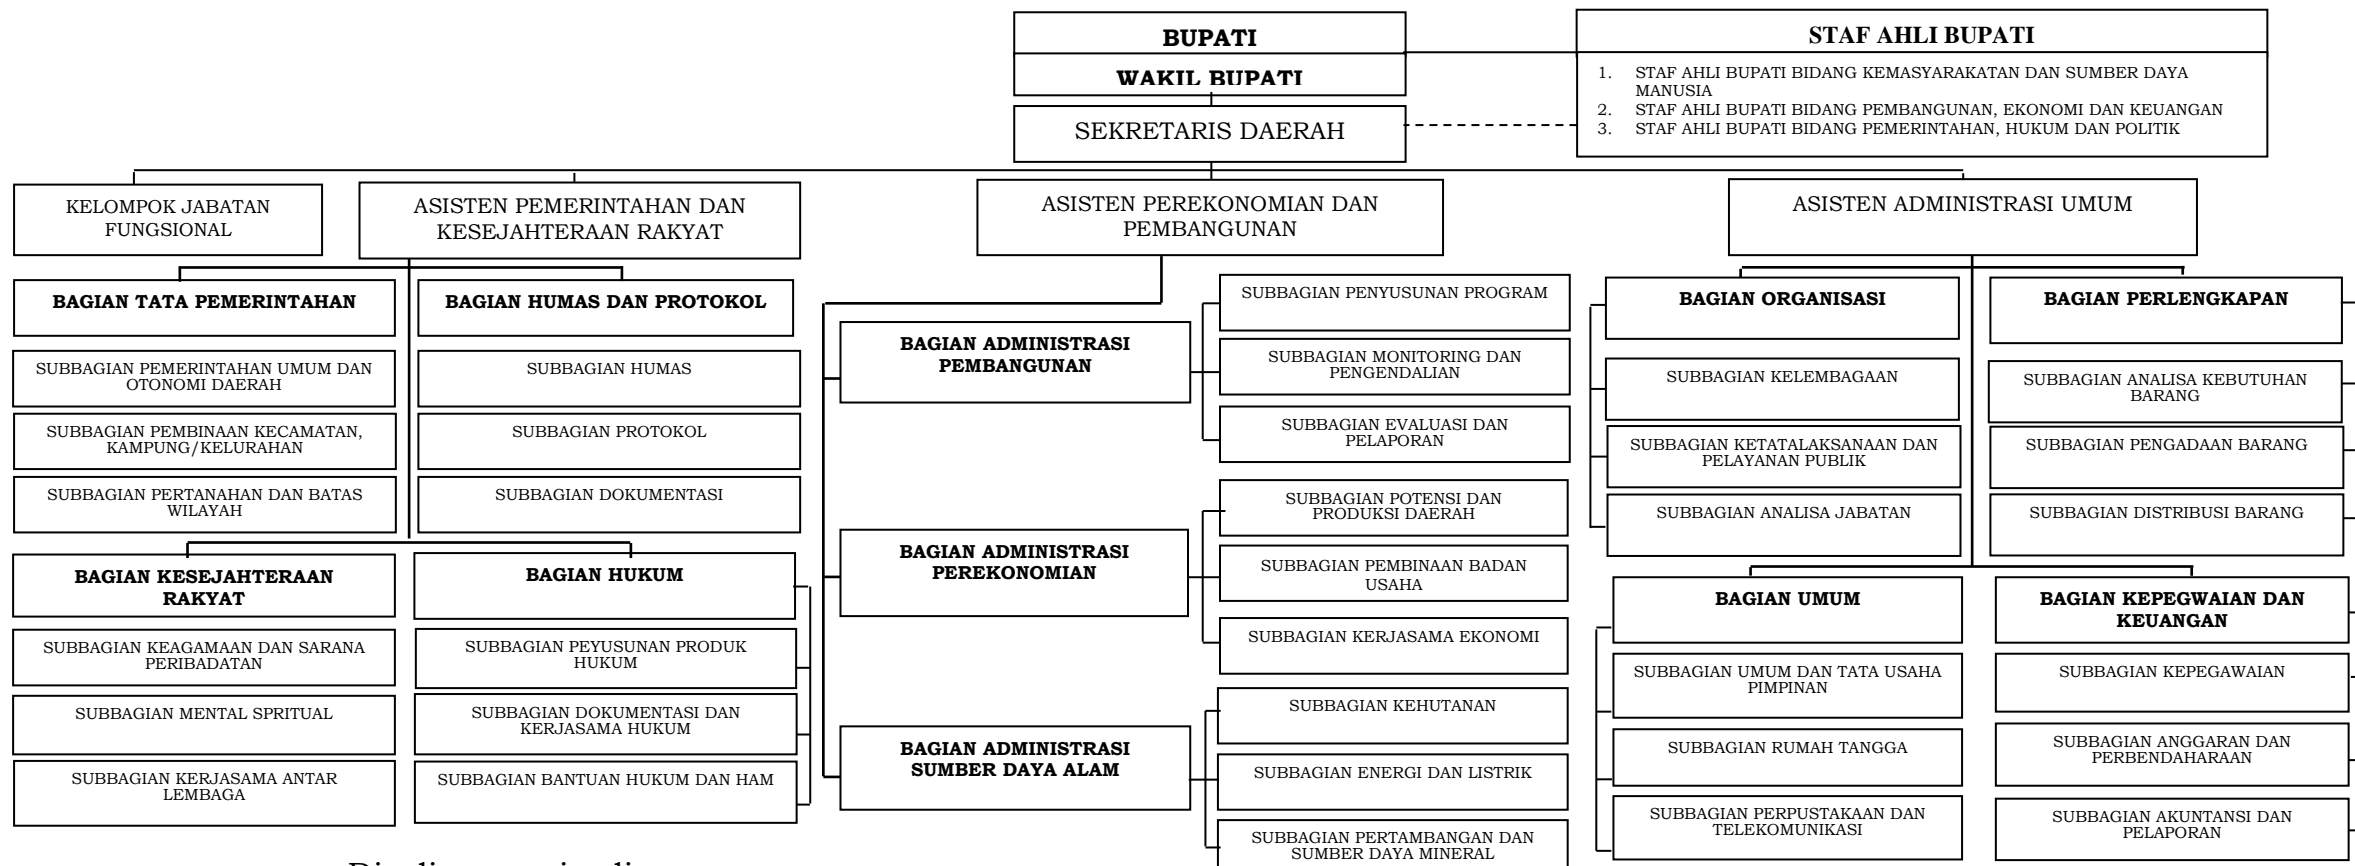 BUPATI
WAKIL BUPATI
SEKRETARIS DAERAH
STAF AHLI BUPATI
1. STAF AHLI BUPATI BIDANG KEMASYARAKATAN DAN SUMBER DAYA
MANUSIA
2. STAF AHLI BUPATI BIDANG PEMBANGUNAN, EKONOMI DAN KEUANGAN
3. STAF AHLI BUPATI BIDANG PEMERINTAHAN, HUKUM DAN POLITIK
KELOMPOK JABATAN
FUNGSIONAL
ASISTEN PEMERINTAHAN DAN
KESEJAHTERAAN RAKYAT
ASISTEN PEREKONOMIAN DAN
PEMBANGUNAN
ASISTEN ADMINISTRASI UMUM
BAGIAN TATA PEMERINTAHAN
SUBBAGIAN PEMERINTAHAN UMUM DAN
OTONOMI DAERAH
SUBBAGIAN PEMBINAAN KECAMATAN,
KAMPUNG/KELURAHAN
SUBBAGIAN PERTANAHAN DAN BATAS
WILAYAH
BAGIAN HUMAS DAN PROTOKOL
SUBBAGIAN HUMAS
SUBBAGIAN PROTOKOL
SUBBAGIAN DOKUMENTASI
BAGIAN KESEJAHTERAAN
RAKYAT
SUBBAGIAN KEAGAMAAN DAN SARANA
PERIBADATAN
SUBBAGIAN MENTAL SPRITUAL
SUBBAGIAN KERJASAMA ANTAR
LEMBAGA
BAGIAN HUKUM
SUBBAGIAN PEYUSUNAN PRODUK
HUKUM
SUBBAGIAN DOKUMENTASI DAN
KERJASAMA HUKUM
SUBBAGIAN BANTUAN HUKUM DAN HAM
BAGIAN ADMINISTRASI
PEMBANGUNAN
SUBBAGIAN PENYUSUNAN PROGRAM
SUBBAGIAN MONITORING DAN
PENGENDALIAN
SUBBAGIAN EVALUASI DAN
PELAPORAN
BAGIAN ADMINISTRASI
PEREKONOMIAN
SUBBAGIAN POTENSI DAN
PRODUKSI DAERAH
SUBBAGIAN PEMBINAAN BADAN
USAHA
SUBBAGIAN KERJASAMA EKONOMI
BAGIAN ADMINISTRASI
SUMBER DAYA ALAM
SUBBAGIAN KEHUTANAN
SUBBAGIAN ENERGI DAN LISTRIK
SUBBAGIAN PERTAMBANGAN DAN
SUMBER DAYA MINERAL
BAGIAN ORGANISASI
SUBBAGIAN KELEMBAGAAN
SUBBAGIAN KETATALAKSANAAN DAN
PELAYANAN PUBLIK
SUBBAGIAN ANALISA JABATAN
BAGIAN PERLENGKAPAN
SUBBAGIAN ANALISA KEBUTUHAN
BARANG
SUBBAGIAN PENGADAAN BARANG
SUBBAGIAN DISTRIBUSI BARANG
BAGIAN UMUM
SUBBAGIAN UMUM DAN TATA USAHA
PIMPINAN
SUBBAGIAN RUMAH TANGGA
SUBBAGIAN PERPUSTAKAAN DAN
TELEKOMUNIKASI
BAGIAN KEPEGWAIAN DAN
KEUANGAN
SUBBAGIAN KEPEGAWAIAN
SUBBAGIAN ANGGARAN DAN
PERBENDAHARAAN
SUBBAGIAN AKUNTANSI DAN
PELAPORAN